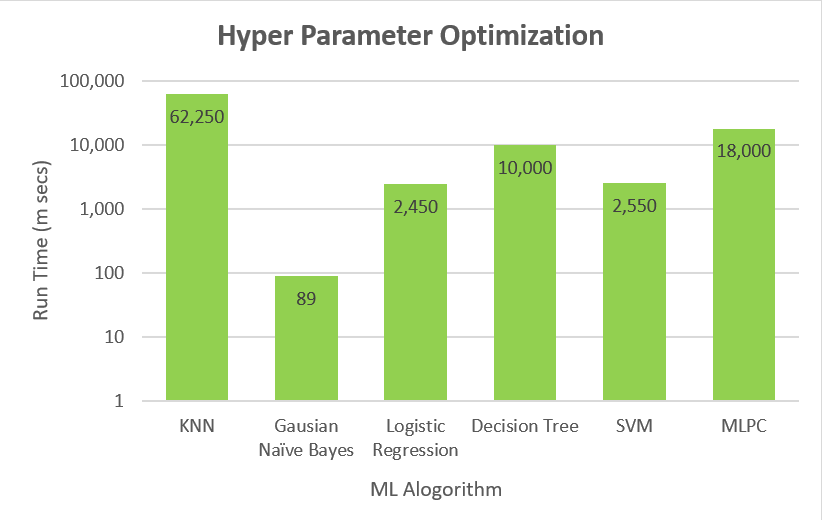 Hyper Parameter Optimization
Run Time (m secs)
100,000
10,000
1,000
100
10
1
62,250
89
2,450
10,000
2,550
18,000
KNN
Gausian
Naïve Bayes
Logistic
Regression
Decision Tree
SVM
MLPC
ML Alogorithm